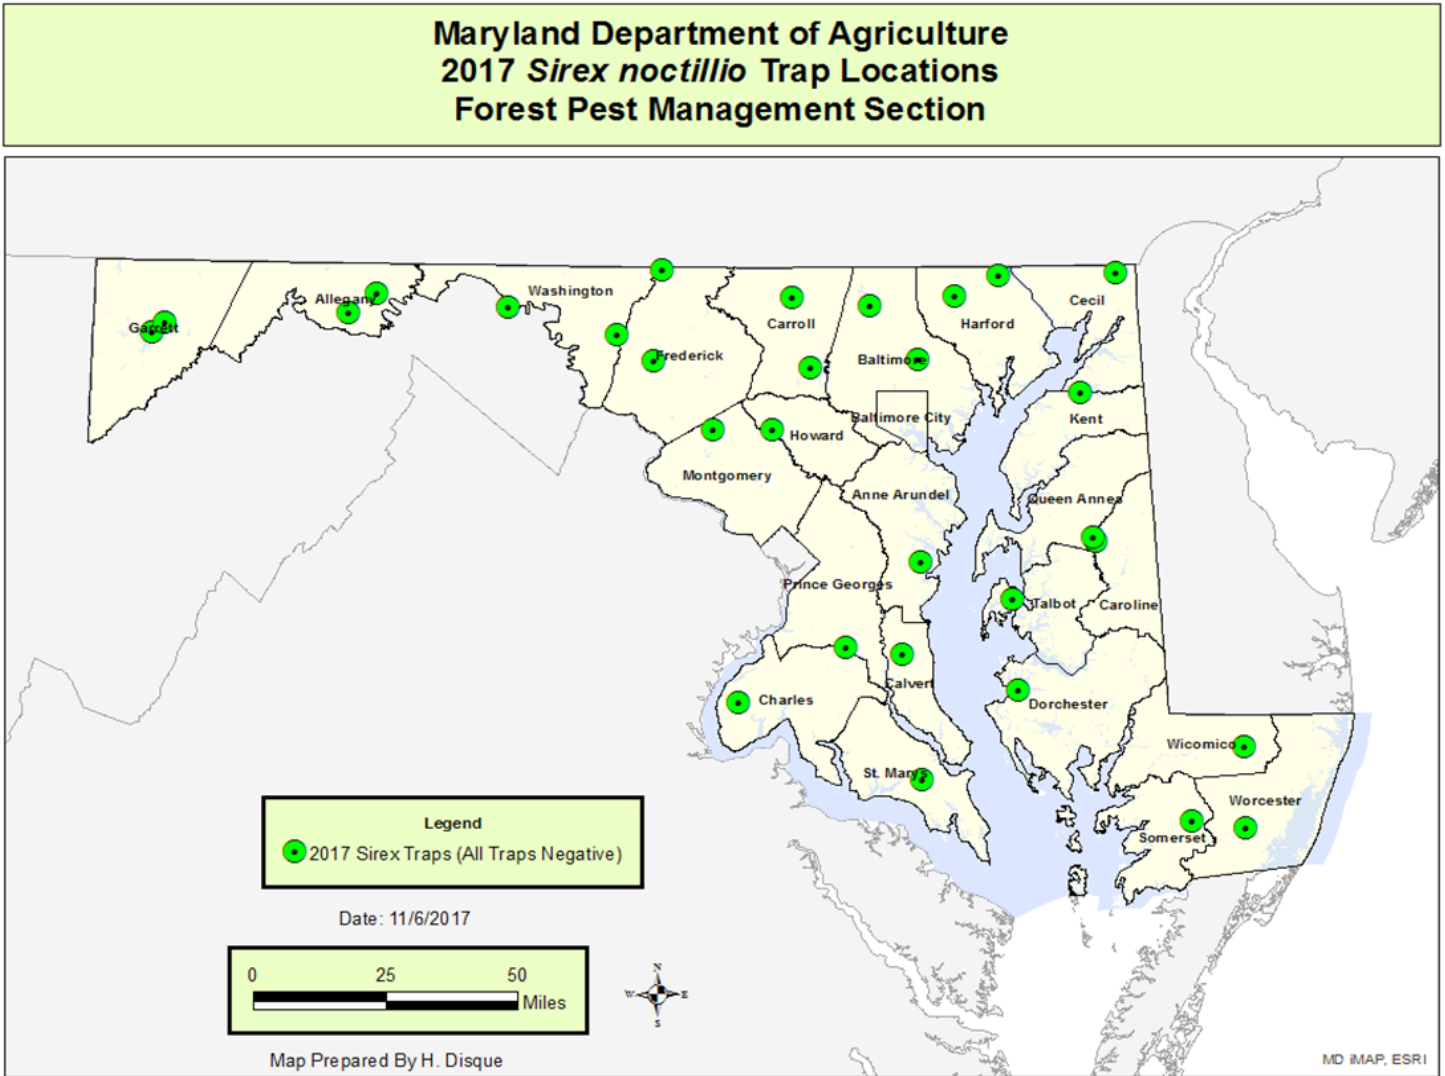 Maryland Department of Agriculture
2017 Sirex noctillio Trap Locations
Forest Pest Management Section
Washington
Allegany
Cecil
Garrett
Carroll
Harford
Frederick
Baltimore
Baltimore City
Kent
Howard
Montgomery
Anne Arundel
Queen Annes
Prince Georges
Talbot
Caroline
Calvert
Charles
Dorchester
Wicomico
St. Marys
Worcester
Somerset
Legend
2017 Sirex Traps (All Traps Negative)
Date: 11/6/2017
0 25 50
Miles
N
W E
S
Map Prepared By H. Disque
MD iMAP, ESRI